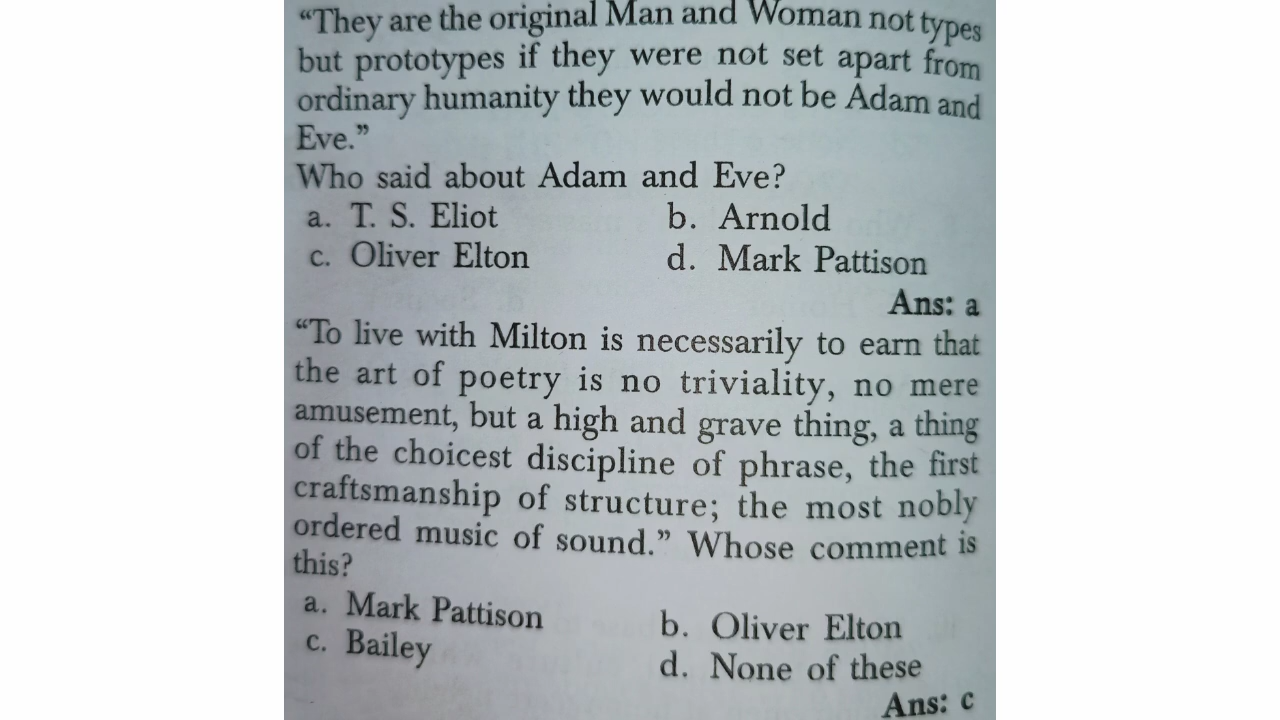 “They are the original Man and Woman not types
but prototypes if they were not set apart from
ordinary humanity they would not be Adam and
Eve.”
Who said about Adam and Eve?
a. T. S. Eliot b. Arnold
c. Oliver Elton d. Mark Pattison
Ans: a
“To live with Milton is necessarily to earn that
the art of poetry is no triviality, no mere
amusement, but a high and grave thing, a thing
of the choicest discipline of phrase, the first
craftsmanship of structure; the most nobly
ordered music of sound.” Whose comment is
this?
a. Mark Pattison b. Oliver Elton
c. Bailey d. None of these
Ans: c